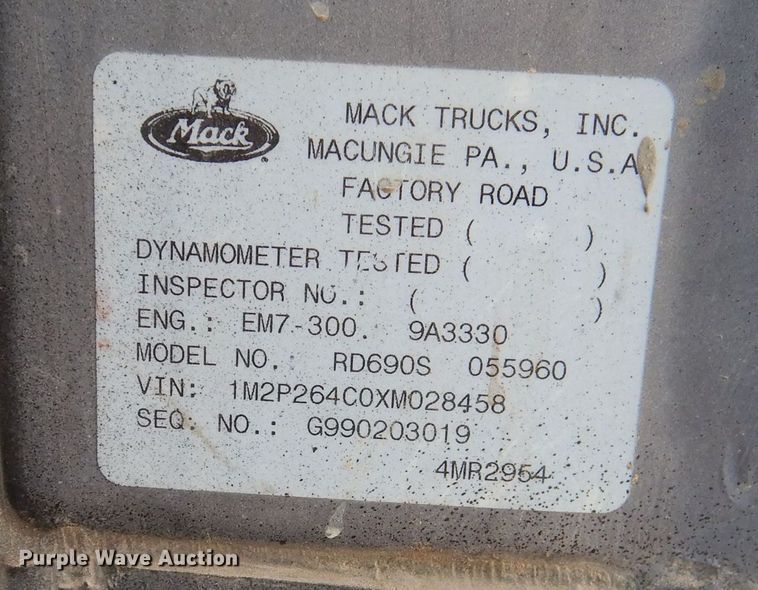 Mack
MACK TRUCKS, INC.
MACUNGIE PA., U.S.A
FACTORY ROAD
TESTED ( )
DYNAMOMETER TESTED ( )
INSPECTOR NO.: ( )
ENG.: EM7-300. 9A3330
MODEL NO.: RD690S 055960
VIN: 1M2P264C0XM028458
SEQ. NO.: G990203019
4MR2954
Purple Wave Auction